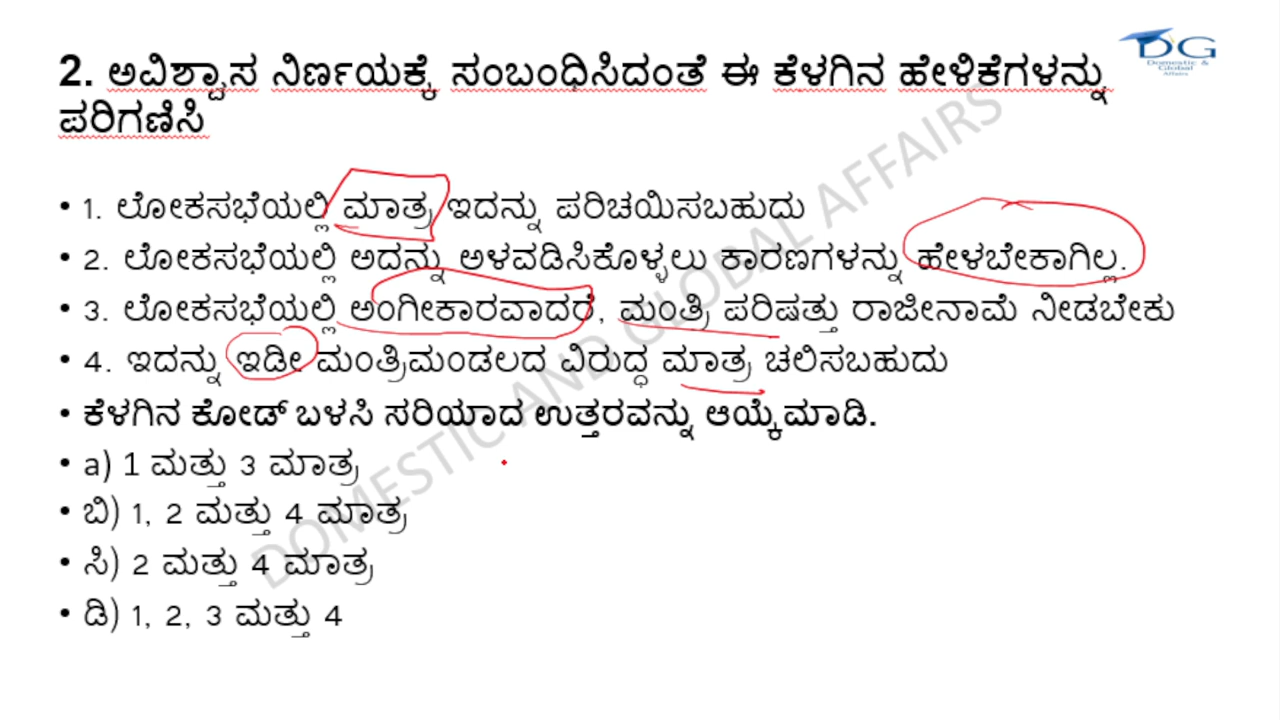 DG
Domestic &
Global
Affairs
2. ಅವಿಶ್ವಾಸ ನಿರ್ಣಯಕ್ಕೆ ಸಂಬಂಧಿಸಿದಂತೆ ಈ ಕೆಳಗಿನ ಹೇಳಿಕೆಗಳನ್ನು
ಪರಿಗಣಿಸಿ
• 1. ಲೋಕಸಭೆಯಲ್ಲಿ ಮಾತ್ರ ಇದನ್ನು ಪರಿಚಯಿಸಬಹುದು
• 2. ಲೋಕಸಭೆಯಲ್ಲಿ ಅದನ್ನು ಅಳವಡಿಸಿಕೊಳ್ಳಲು ಕಾರಣಗಳನ್ನು ಹೇಳಬೇಕಾಗಿಲ್ಲ.
• 3. ಲೋಕಸಭೆಯಲ್ಲಿ ಅಂಗೀಕಾರವಾದರೆ, ಮಂತ್ರಿ ಪರಿಷತ್ತು ರಾಜೀನಾಮೆ ನೀಡಬೇಕು
• 4. ಇದನ್ನು ಇಡೀ ಮಂತ್ರಿಮಂಡಲದ ವಿರುದ್ಧ ಮಾತ್ರ ಚಲಿಸಬಹುದು
• ಕೆಳಗಿನ ಕೋಡ್ ಬಳಸಿ ಸರಿಯಾದ ಉತ್ತರವನ್ನು ಆಯ್ಕೆಮಾಡಿ.
• a) 1 ಮತ್ತು 3 ಮಾತ್ರ
• ಬಿ) 1, 2 ಮತ್ತು 4 ಮಾತ್ರ
• ಸಿ) 2 ಮತ್ತು 4 ಮಾತ್ರ
• ಡಿ) 1, 2, 3 ಮತ್ತು 4
DOMESTIC AND GLOBAL AFFAIRS